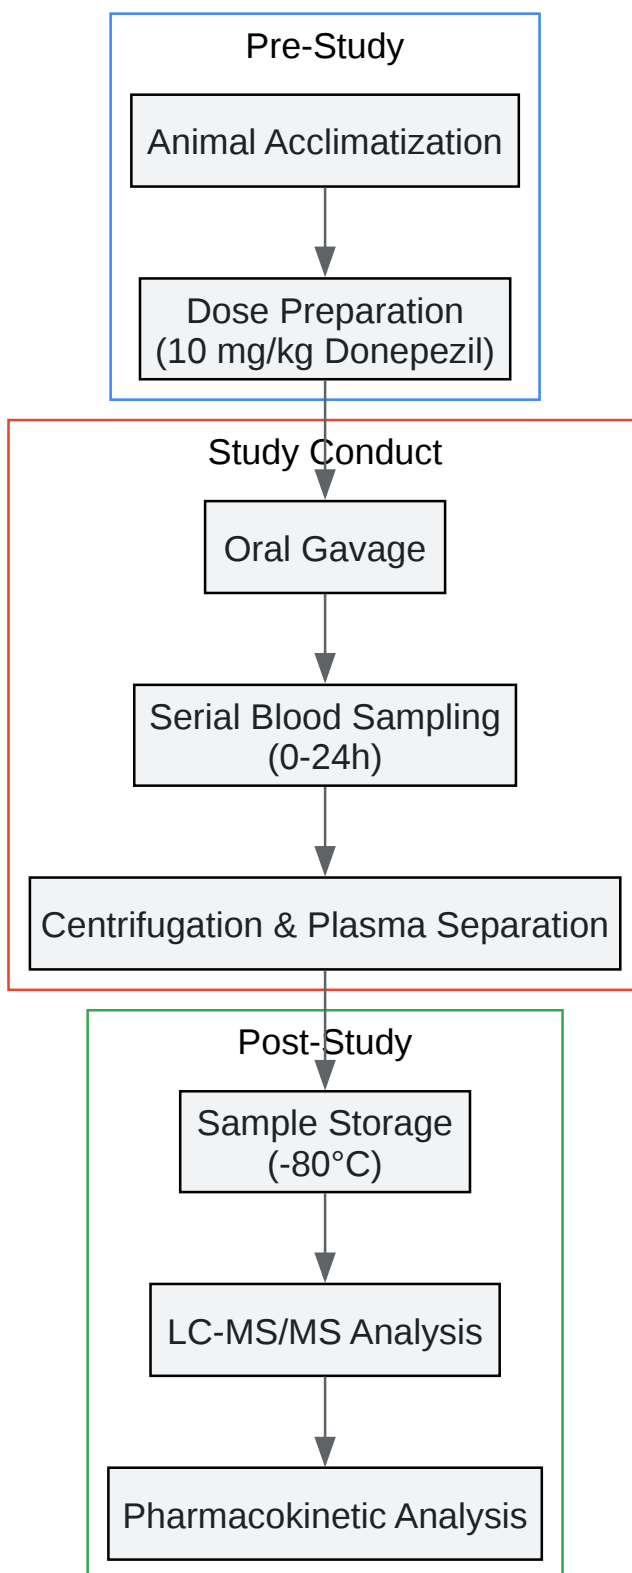 Pre-Study
Animal Acclimatization
Dose Preparation
(10 mg/kg Donepezil)
Study Conduct
Oral Gavage
Serial Blood Sampling
(0-24h)
Centrifugation & Plasma Separation
Post-Study
Sample Storage
(-80°C)
LC-MS/MS Analysis
Pharmacokinetic Analysis